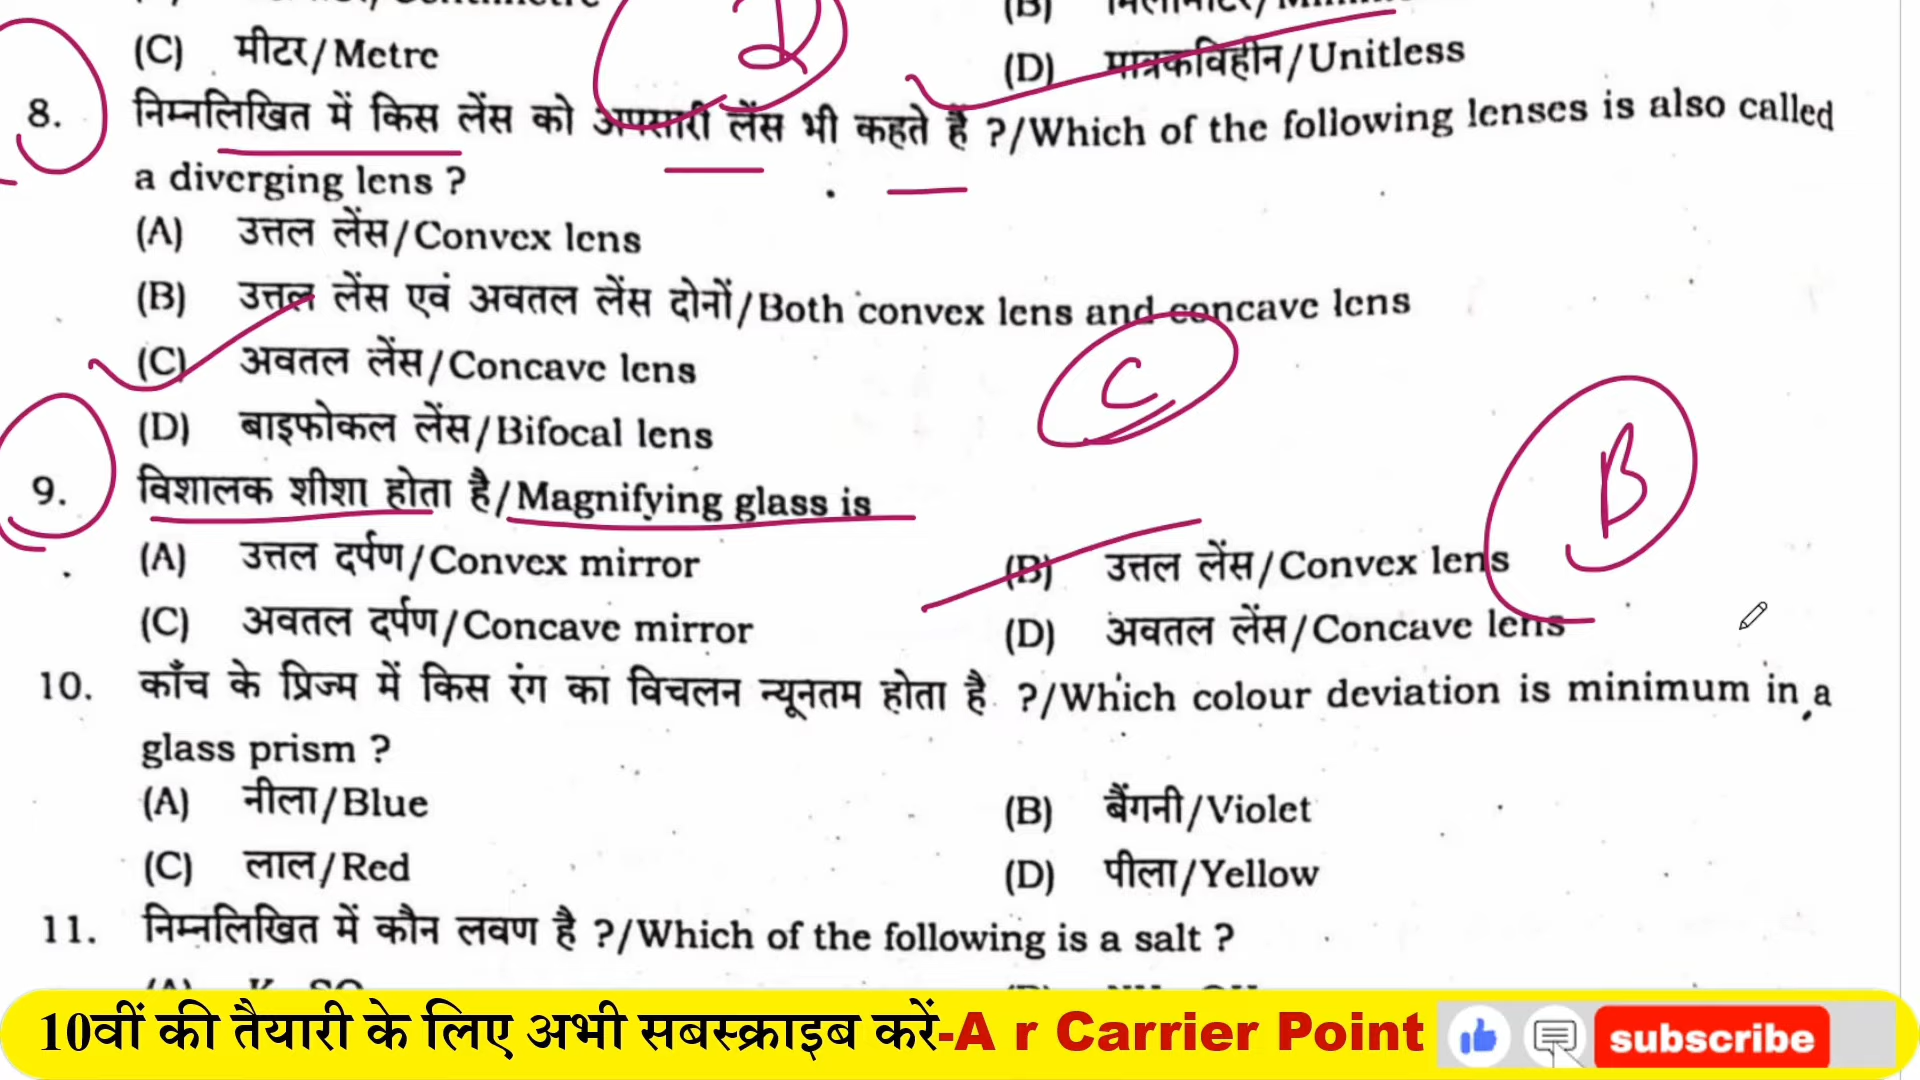 (C) मीटर/Metre
(D) मात्रकविहीन/Unitless
8. निम्नलिखित में किस लेंस को अपसारी लेंस भी कहते हैं ?/Which of the following lenses is also called
a diverging lens ?
(A) उत्तल लेंस/Convex lens
(B) उत्तल लेंस एवं अवतल लेंस दोनों/Both convex lens and concave lens
(C) अवतल लेंस/Concave lens
C
(D) बाइफोकल लेंस/Bifocal lens
B
9. विशालक शीशा होता है/Magnifying glass is
(A) उत्तल दर्पण/Convex mirror
(B) उत्तल लेंस/Convex lens
(C) अवतल दर्पण/Concave mirror
(D) अवतल लेंस/Concave lens
10. काँच के प्रिज्म में किस रंग का विचलन न्यूनतम होता है ?/Which colour deviation is minimum in a
glass prism ?
(A) नीला/Blue
(B) बैंगनी/Violet
(C) लाल/Red
(D) पीला/Yellow
11. निम्नलिखित में कौन लवण है ?/Which of the following is a salt ?
10वीं की तैयारी के लिए अभी सबस्क्राइब करें-A r Carrier Point
subscribe